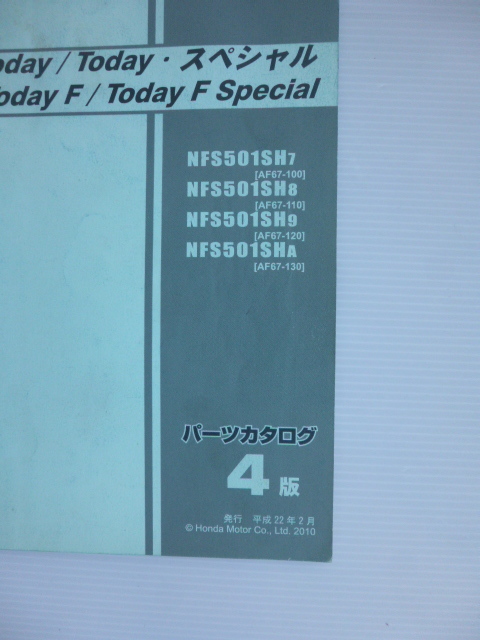 oday / Today・スペシャル
oday F / Today F Special
NFS501SH7
[AF67-100]
NFS501SH8
[AF67-110]
NFS501SH9
[AF67-120]
NFS501SHA
[AF67-130]
パーツカタログ
4版
発行 平成22年2月
© Honda Motor Co., Ltd. 2010